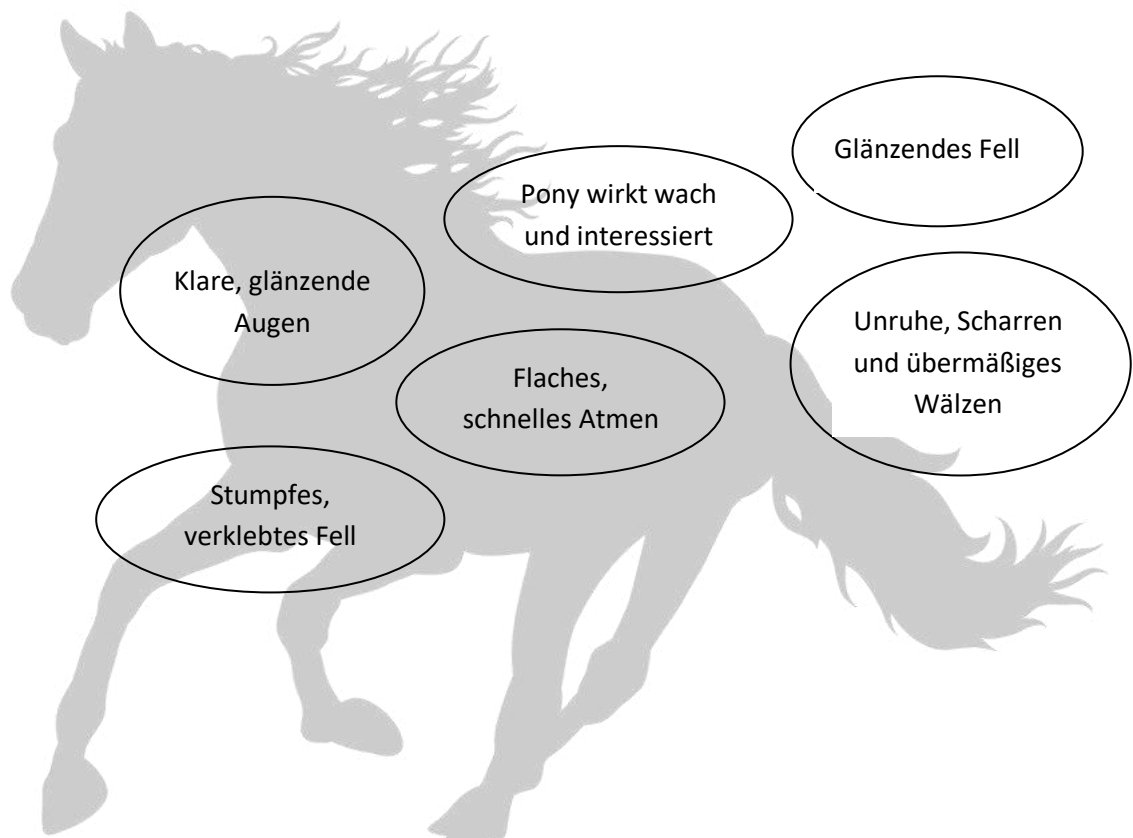 Glänzendes Fell
Pony wirkt wach
und interessiert
Klare, glänzende
Augen
Unruhe, Scharren
und übermäßiges
Wälzen
Flaches,
schnelles Atmen
Stumpfes,
verklebtes Fell